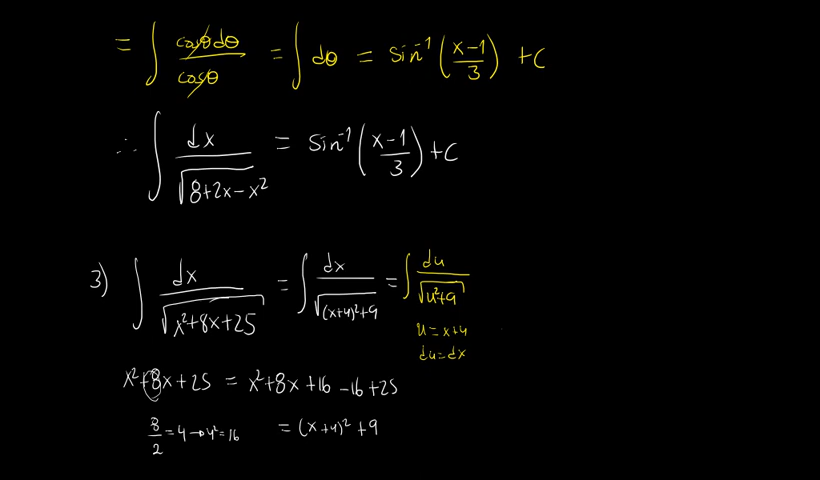 = ∫ cosθdθ / cosθ = ∫ dθ = sin⁻¹ (x-1 / 3) + C
∴ ∫ dx / √8+2x-x² = sin⁻¹ (x-1 / 3) + C
3) ∫ dx / √x²+8x+25 = ∫ dx / √(x+4)²+9 = ∫ du / √u²+9
u = x+4
du = dx
x²+8x+25 = x²+8x+16-16+25
8/2 = 4 → 4² = 16 = (x+4)²+9